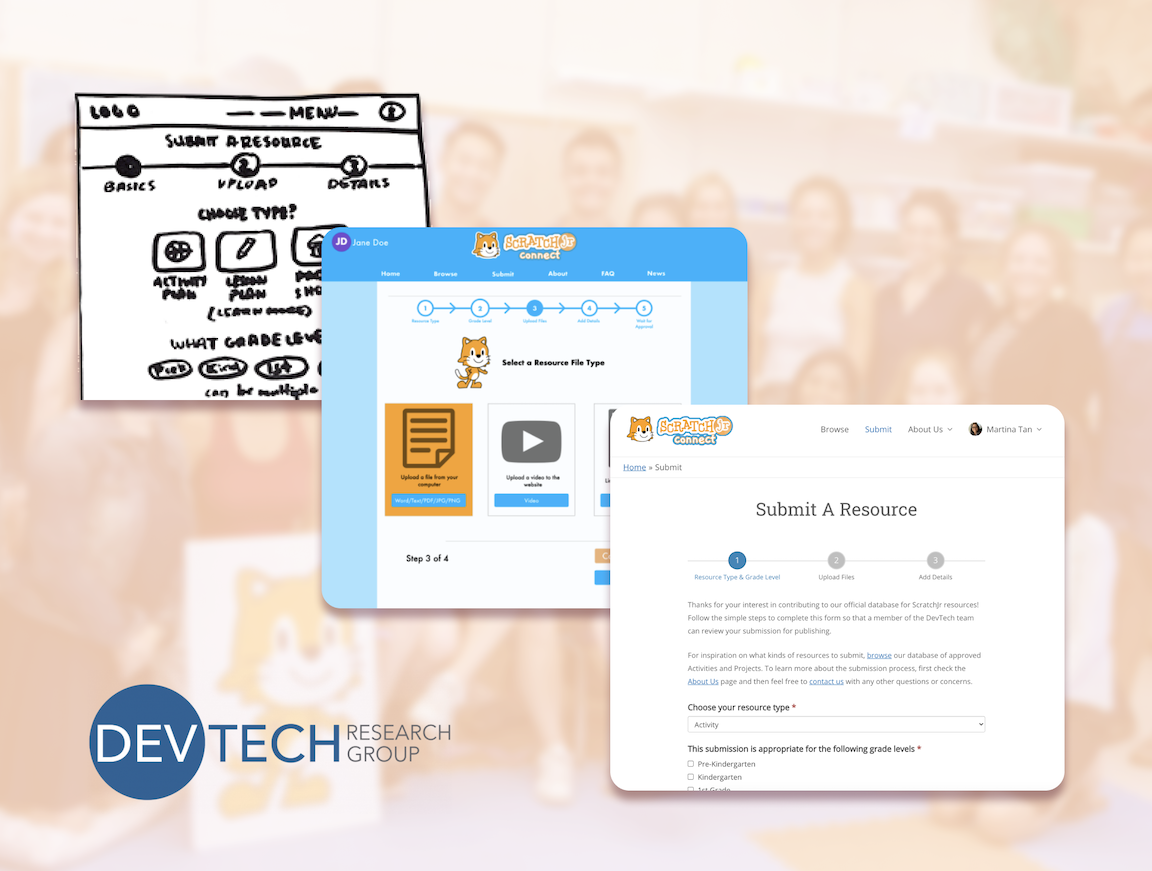 LOGO
MENU
SUBMIT A RESOURCE
2
3
BASICS
UPLOAD
DETAILS
CHOOSE TYPE?
ACTIVITY
PLAN
LESSON
PLAN
(LEARN MORE)
WHAT GRADE LEVE
PreK
Kind
1st
can be multiple
JD
Jane Doe
SCRATCHJr
connect
Home
Browse
Submit
About
FAQ
News
1
2
3
4
5
Resource Type
Grade Level
Upload Files
Add Details
Wait for
Approval
Select a Resource File Type
Upload a file from your
computer
Word/Text/PDF/JPG/PNG
Upload a video to the
website
Video
Step 3 of 4
SCRATCHJr
connect
Browse
Submit
About Us
Martina Tan
Home » Submit
Submit A Resource
1
2
3
Resource Type & Grade Level
Upload Files
Add Details
Thanks for your interest in contributing to our official database for ScratchJr resources!
Follow the simple steps to complete this form so that a member of the DevTech team
can review your submission for publishing.
For inspiration on what kinds of resources to submit, browse our database of approved
Activities and Projects. To learn more about the submission process, first check the
About Us page and then feel free to contact us with any other questions or concerns.
Choose your resource type *
Activity
This submission is appropriate for the following grade levels *
Pre-Kindergarten
Kindergarten
1st Grade
DEVTECH RESEARCH
GROUP